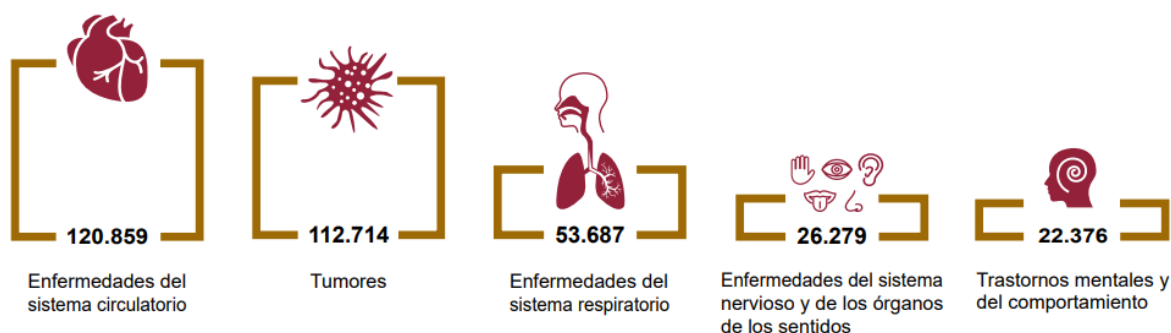 120.859
Enfermedades del
sistema circulatorio
112.714
Tumores
53.687
Enfermedades del
sistema respiratorio
26.279
Enfermedades del sistema
nervioso y de los órganos
de los sentidos
22.376
Trastornos mentales y
del comportamiento